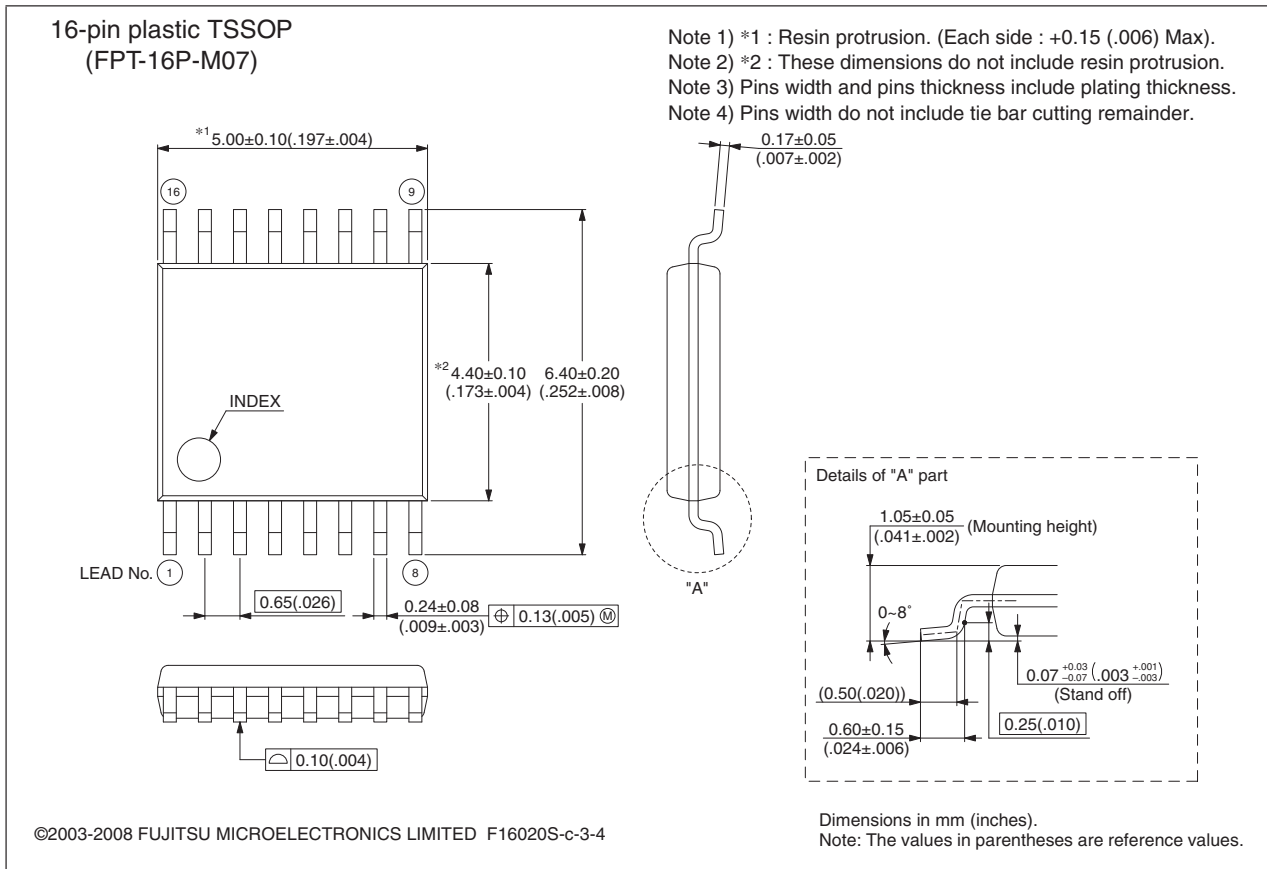 16-pin plastic TSSOP
(FPT-16P-M07)
Note 1) *1 : Resin protrusion. (Each side : +0.15 (.006) Max).
Note 2) *2 : These dimensions do not include resin protrusion.
Note 3) Pins width and pins thickness include plating thickness.
Note 4) Pins width do not include tie bar cutting remainder.
*1 5.00±0.10(.197±.004)
0.17±0.05
(.007±.002)
16
9
*2 4.40±0.10
(.173±.004)
6.40±0.20
(.252±.008)
INDEX
LEAD No. 1
8
"A"
0.65(.026)
0.24±0.08
(.009±.003)
⌖ 0.13(.005) Ⓜ
⌓ 0.10(.004)
Details of "A" part
1.05±0.05
(.041±.002)
(Mounting height)
0~8°
0.07 +0.03 −0.07 (.003 +.001 −.003)
(Stand off)
(0.50(.020))
0.25(.010)
0.60±0.15
(.024±.006)
©2003-2008 FUJITSU MICROELECTRONICS LIMITED F16020S-c-3-4
Dimensions in mm (inches).
Note: The values in parentheses are reference values.